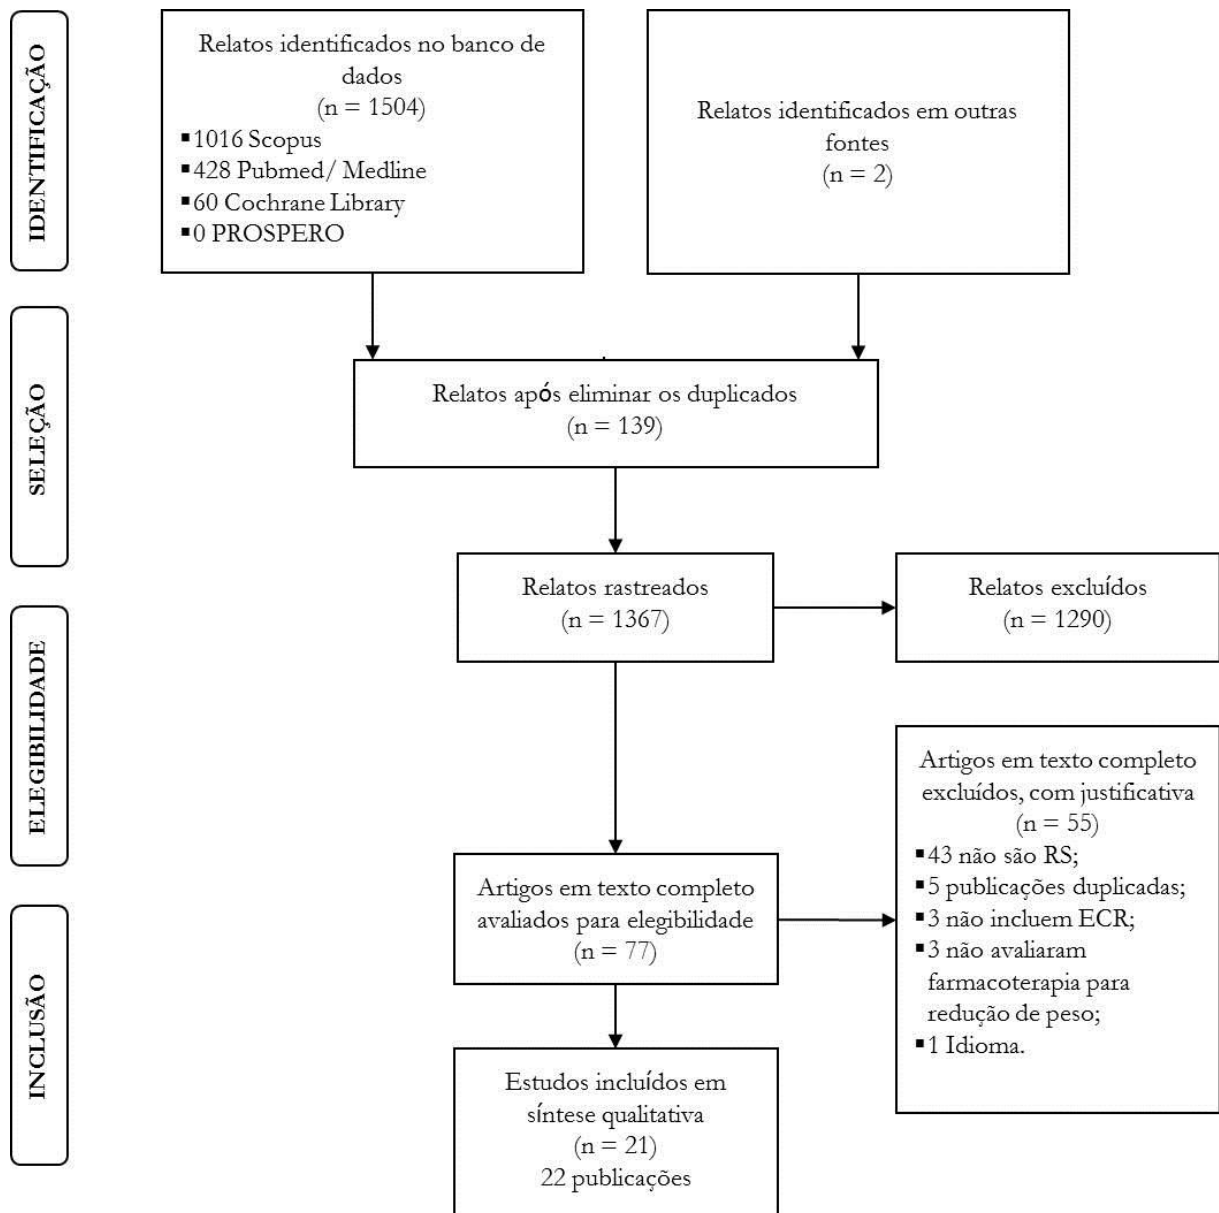 IDENTIFICAÇÃO
Relatos identificados no banco de
dados
(n = 1504)
▪1016 Scopus
▪428 Pubmed/ Medline
▪60 Cochrane Library
▪0 PROSPERO
Relatos identificados em outras
fontes
(n = 2)
SELEÇÃO
Relatos após eliminar os duplicados
(n = 139)
Relatos rastreados
(n = 1367)
Relatos excluídos
(n = 1290)
ELEGIBILIDADE
Artigos em texto completo
avaliados para elegibilidade
(n = 77)
Artigos em texto completo
excluídos, com justificativa
(n = 55)
▪43 não são RS;
▪5 publicações duplicadas;
▪3 não incluem ECR;
▪3 não avaliaram
farmacoterapia para
redução de peso;
▪1 Idioma.
INCLUSÃO
Estudos incluídos em
síntese qualitativa
(n = 21)
22 publicações